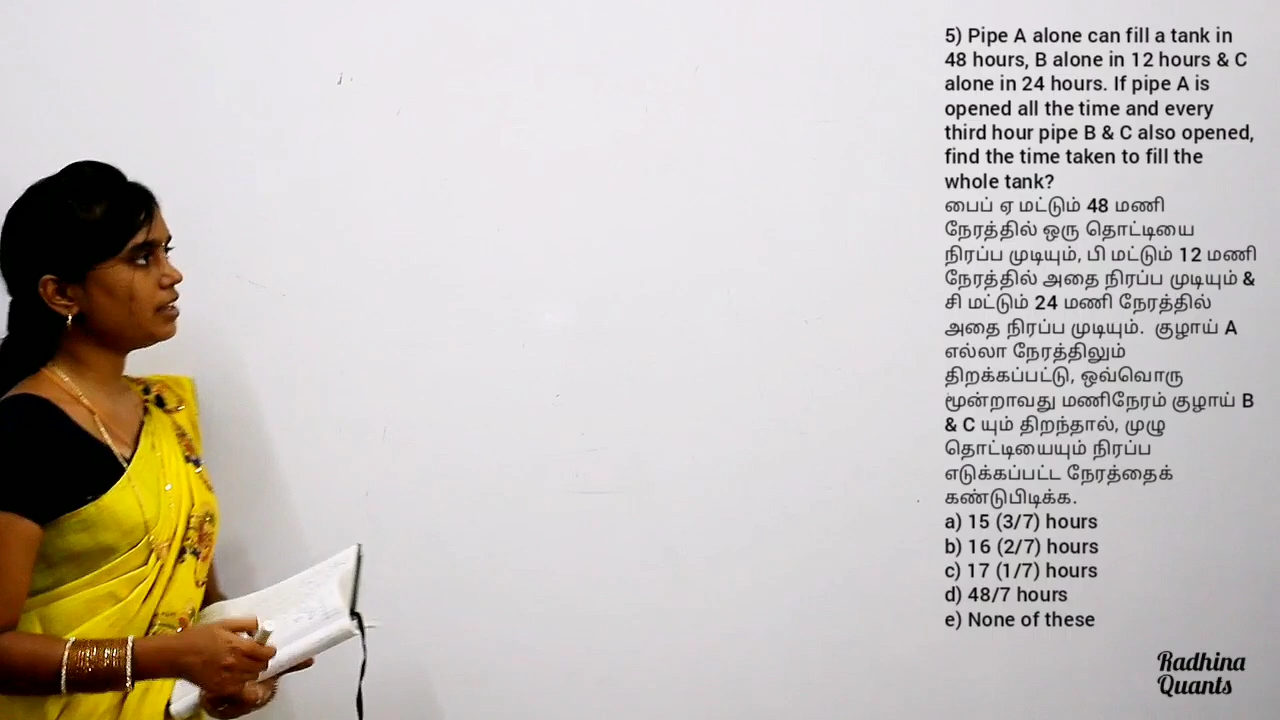 5) Pipe A alone can fill a tank in
48 hours, B alone in 12 hours & C
alone in 24 hours. If pipe A is
opened all the time and every
third hour pipe B & C also opened,
find the time taken to fill the
whole tank?
பைப் ஏ மட்டும் 48 மணி
நேரத்தில் ஒரு தொட்டியை
நிரப்ப முடியும், பி மட்டும் 12 மணி
நேரத்தில் அதை நிரப்ப முடியும் &
சி மட்டும் 24 மணி நேரத்தில்
அதை நிரப்ப முடியும். குழாய் A
எல்லா நேரத்திலும்
திறக்கப்பட்டு, ஒவ்வொரு
மூன்றாவது மணிநேரம் குழாய் B
& C யும் திறந்தால், முழு
தொட்டியையும் நிரப்ப
எடுக்கப்பட்ட நேரத்தைக்
கண்டுபிடிக்க.
a) 15 (3/7) hours
b) 16 (2/7) hours
c) 17 (1/7) hours
d) 48/7 hours
e) None of these
Radhina
Quants